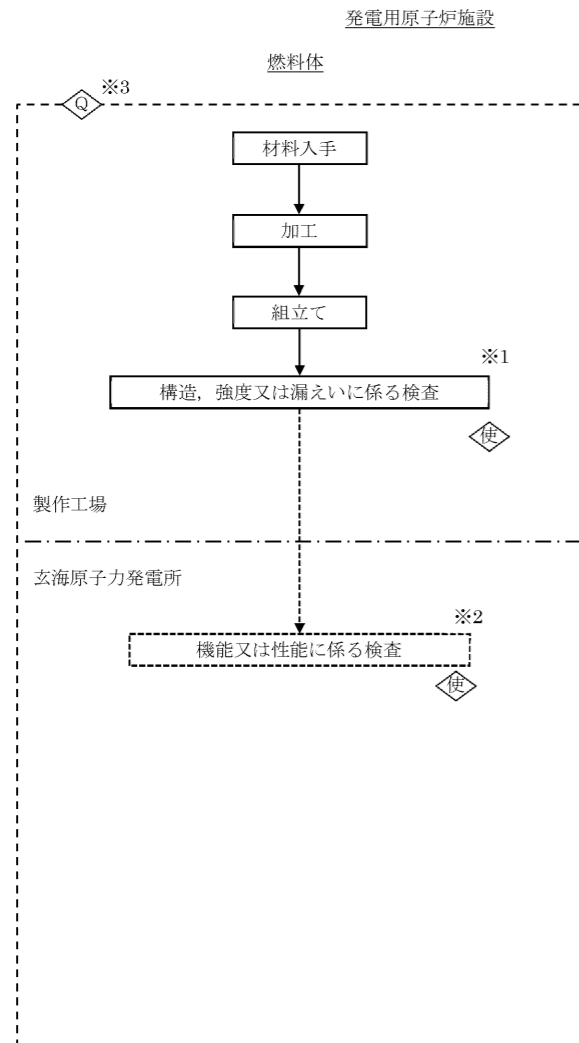 発電用原子炉施設
燃料体
Q ※3
材料入手
加工
組立て
※1
構造，強度又は漏えいに係る検査
使
製作工場
玄海原子力発電所
※2
機能又は性能に係る検査
使